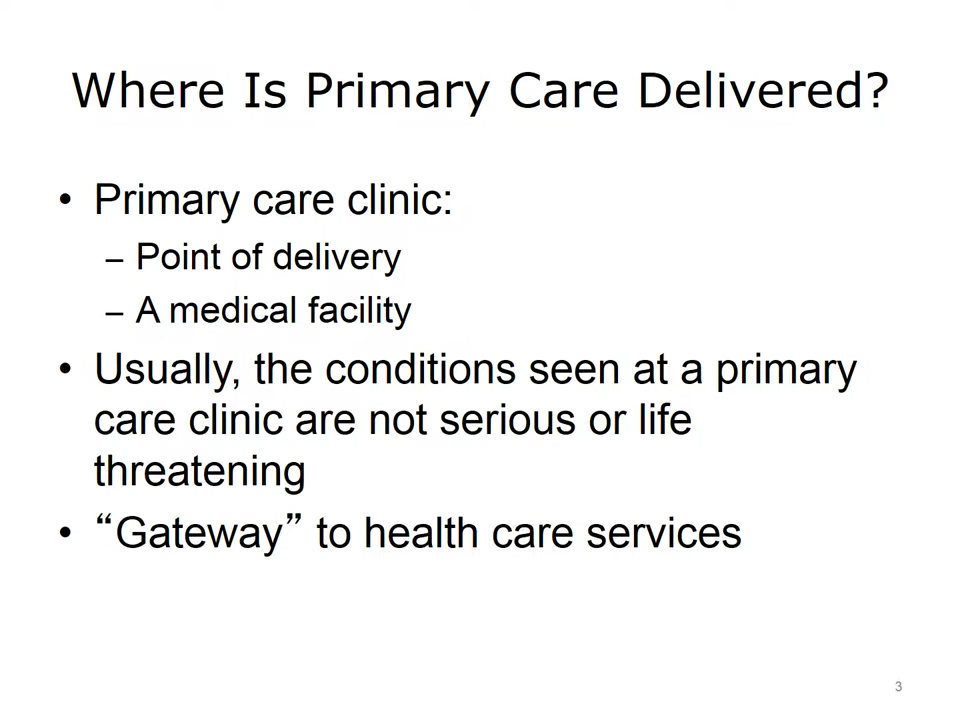 Where Is Primary Care Delivered?
• Primary care clinic:
– Point of delivery
– A medical facility
• Usually, the conditions seen at a primary
care clinic are not serious or life
threatening
• “Gateway” to health care services
3